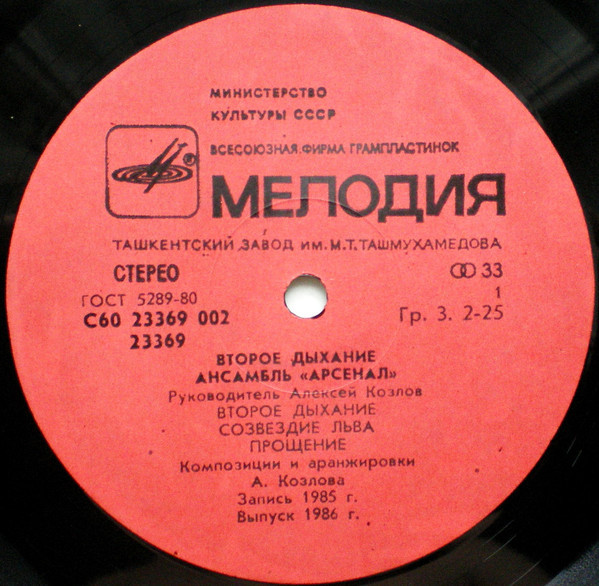 МИНИСТЕРСТВО
КУЛЬТУРЫ СССР
ВСЕСОЮЗНАЯ ФИРМА ГРАМПЛАСТИНОК
®
МЕЛОДИЯ
ТАШКЕНТСКИЙ ЗАВОД ИМ. М.Т. ТАШМУХАМЕДОВА
СТЕРЕО
33
ГОСТ 5289-80
1
С60 23369 002
Гр. 3. 2-25
23369
ВТОРОЕ ДЫХАНИЕ
АНСАМБЛЬ «АРСЕНАЛ»
Руководитель Алексей Козлов
ВТОРОЕ ДЫХАНИЕ
СОЗВЕЗДИЕ ЛЬВА
ПРОЩЕНИЕ
Композиции и аранжировки
А. Козлова
Запись 1985 г.
Выпуск 1986 г.